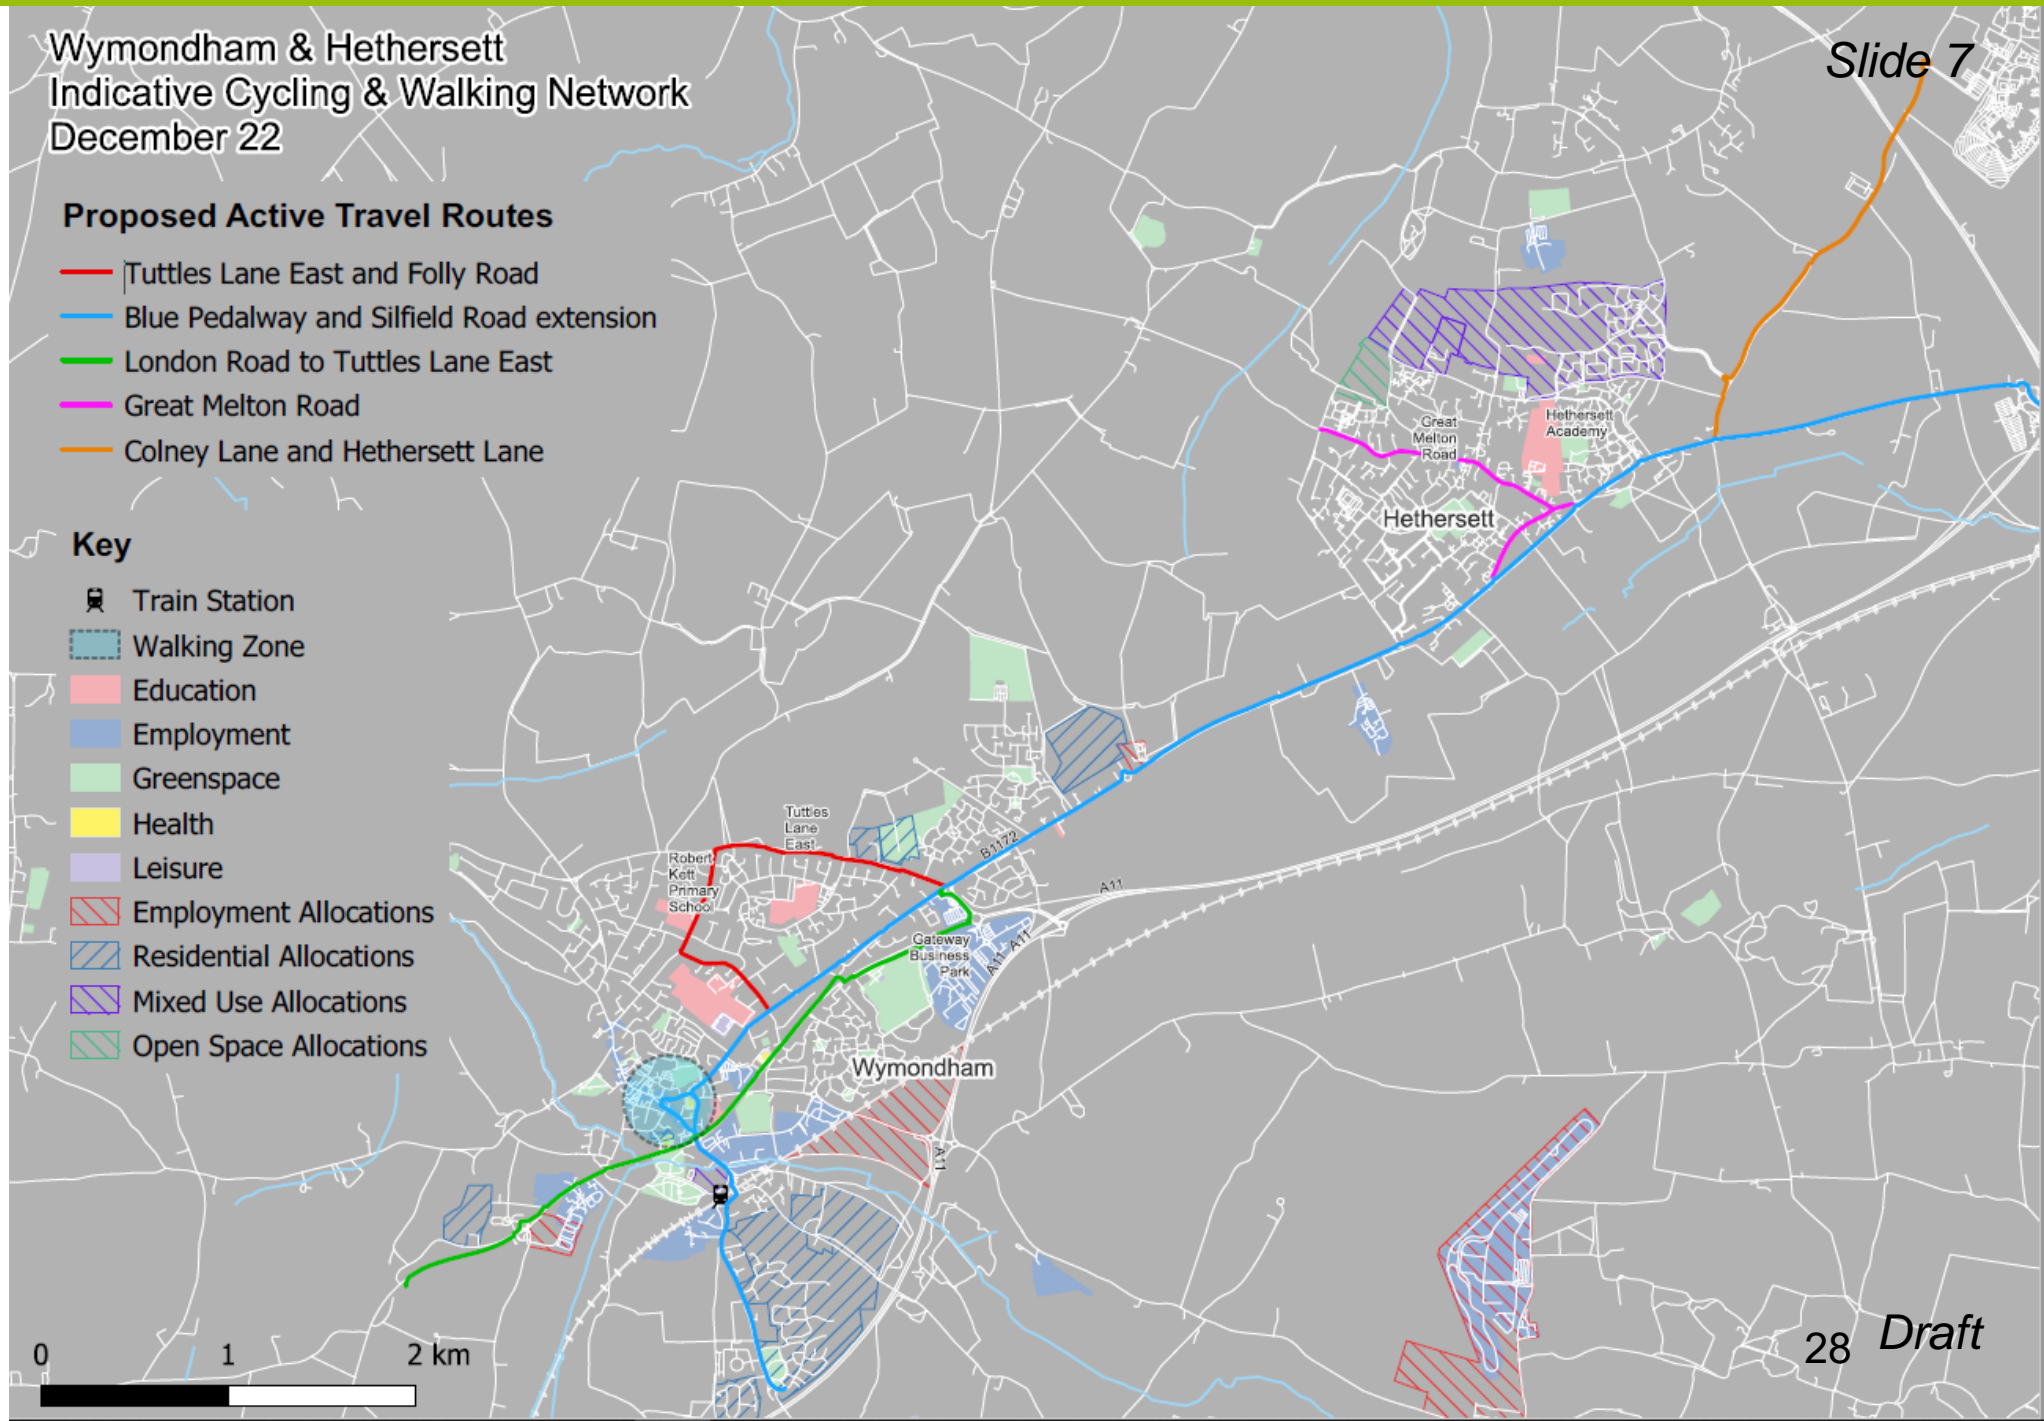 Wymondham & Hethersett
Indicative Cycling & Walking Network
December 22
Slide 7
Proposed Active Travel Routes
Tuttles Lane East and Folly Road
Blue Pedalway and Silfield Road extension
London Road to Tuttles Lane East
Great Melton Road
Colney Lane and Hethersett Lane
Key
Train Station
Walking Zone
Education
Employment
Greenspace
Health
Leisure
Employment Allocations
Residential Allocations
Mixed Use Allocations
Open Space Allocations
Great
Melton
Road
Hethersett
Academy
Hethersett
Tuttles
Lane
East
Robert
Kett
Primary
School
B1172
A11
Gateway
Business
Park
A11
A11
Wymondham
A11
0 1 2 km
28 Draft